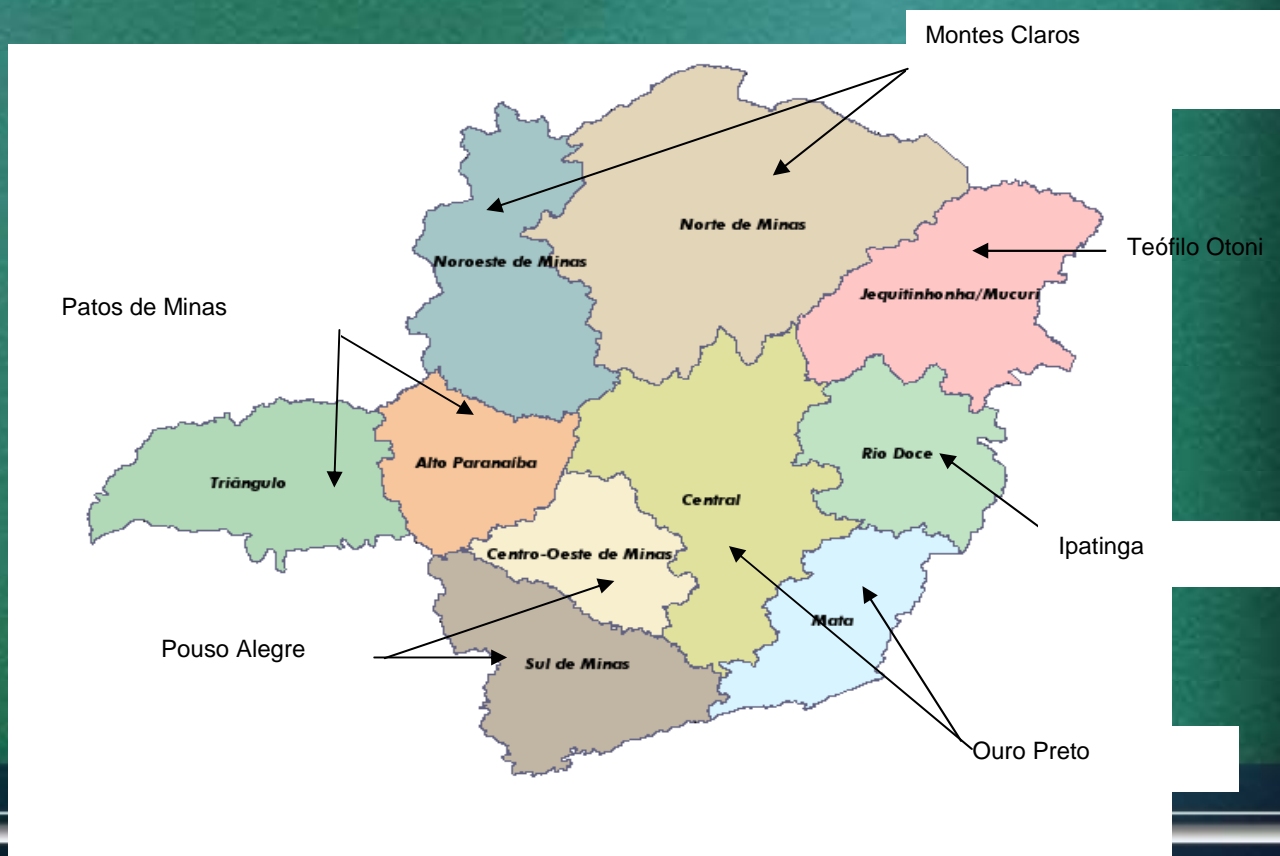 Montes Claros
Norte de Minas
Teófilo Otoni
Noroeste de Minas
Jequitinhonha/Mucuri
Patos de Minas
Rio Doce
Alto Paranaíba
Triângulo
Central
Ipatinga
Centro-Oeste de Minas
Mata
Pouso Alegre
Sul de Minas
Ouro Preto